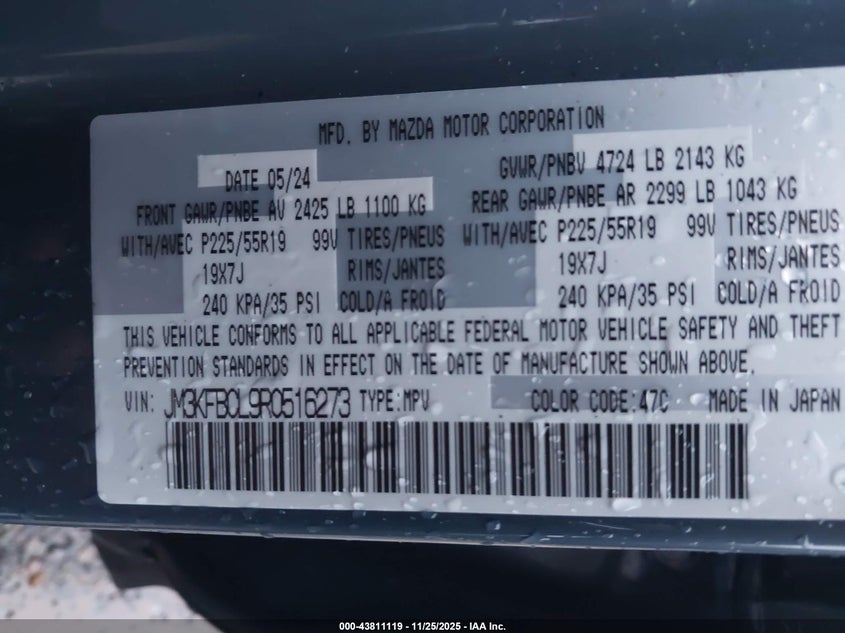 MFD. BY MAZDA MOTOR CORPORATION
DATE 05/24 GVWR/PNBV 4724 LB 2143 KG
FRONT GAWR/PNBE AV 2425 LB 1100 KG REAR GAWR/PNBE AR 2299 LB 1043 KG
WITH/AVEC P225/55R19 99V TIRES/PNEUS WITH/AVEC P225/55R19 99V TIRES/PNEUS
19X7J RIMS/JANTES 19X7J RIMS/JANTES
240 KPA/35 PSI COLD/A FROID 240 KPA/35 PSI COLD/A FROID
THIS VEHICLE CONFORMS TO ALL APPLICABLE FEDERAL MOTOR VEHICLE SAFETY AND THEFT
PREVENTION STANDARDS IN EFFECT ON THE DATE OF MANUFACTURE SHOWN ABOVE.
VIN: JM3KFBCL9R0516273 TYPE:MPV COLOR CODE:47C MADE IN JAPAN
000-43811119 - 11/25/2025 - IAA Inc.